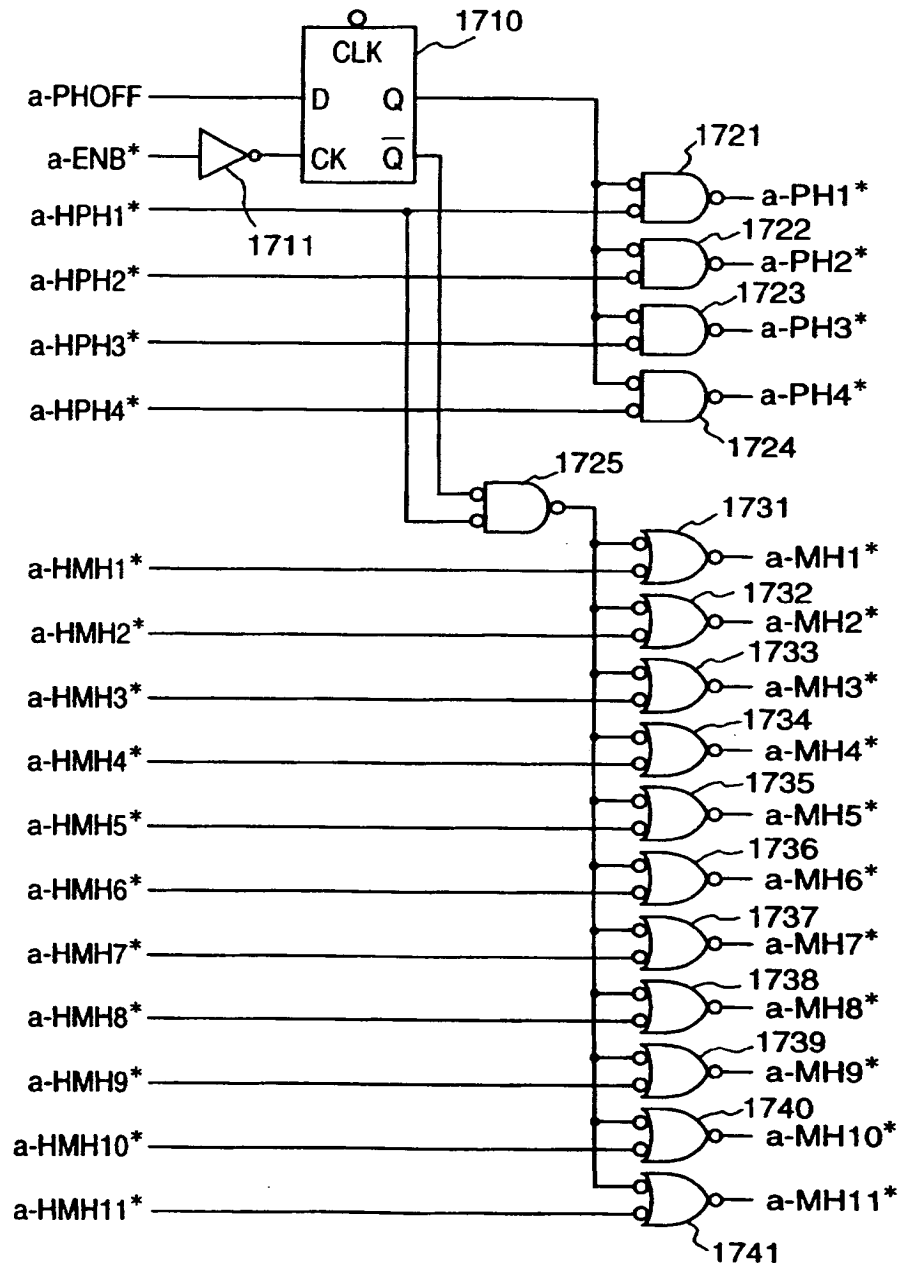 1710
CLK
a-PHOFF D Q
a-ENB* CK Q̅
1711
1721
a-HPH1* a-PH1*
1722
a-HPH2* a-PH2*
1723
a-HPH3* a-PH3*
a-HPH4* a-PH4*
1724
1725
1731
a-HMH1* a-MH1*
1732
a-HMH2* a-MH2*
1733
a-HMH3* a-MH3*
1734
a-HMH4* a-MH4*
1735
a-HMH5* a-MH5*
1736
a-HMH6* a-MH6*
1737
a-HMH7* a-MH7*
1738
a-HMH8* a-MH8*
1739
a-HMH9* a-MH9*
1740
a-HMH10* a-MH10*
a-HMH11* a-MH11*
1741